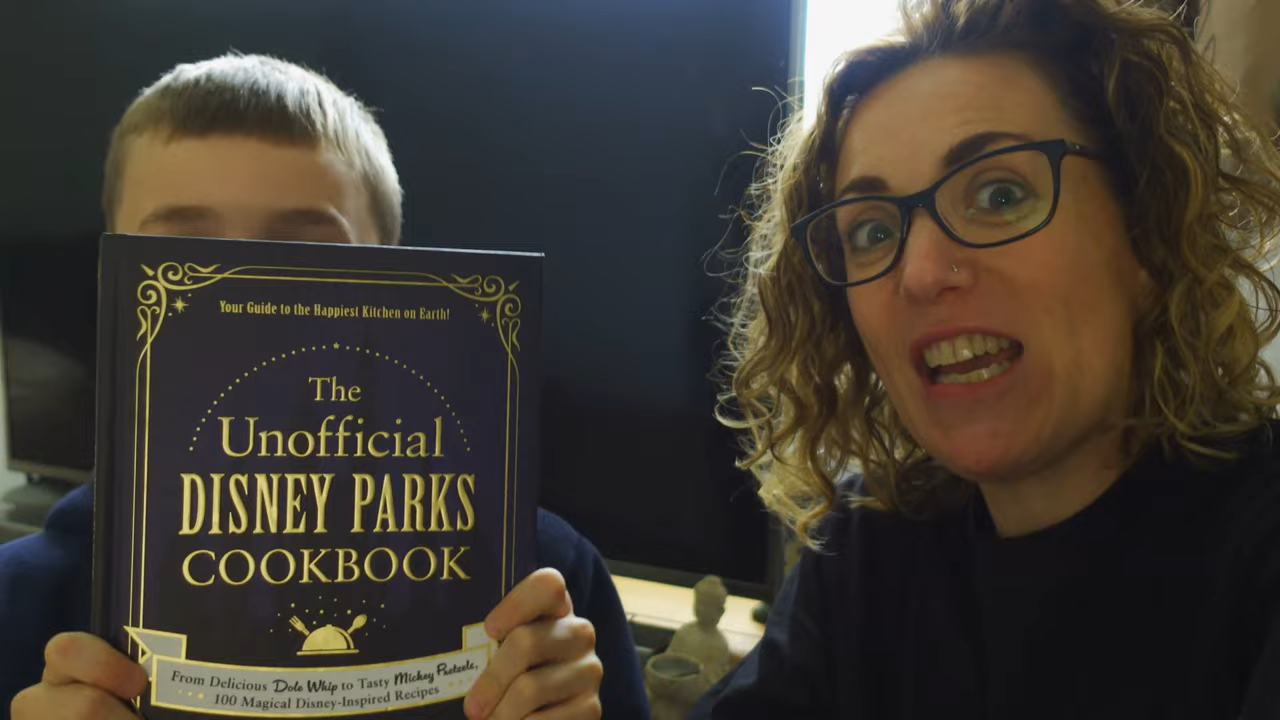 Your Guide to the Happiest Kitchen on Earth!
The
Unofficial
DISNEY PARKS
COOKBOOK
From Delicious Dole Whip to Tasty Mickey Pretzels,
100 Magical Disney-Inspired Recipes